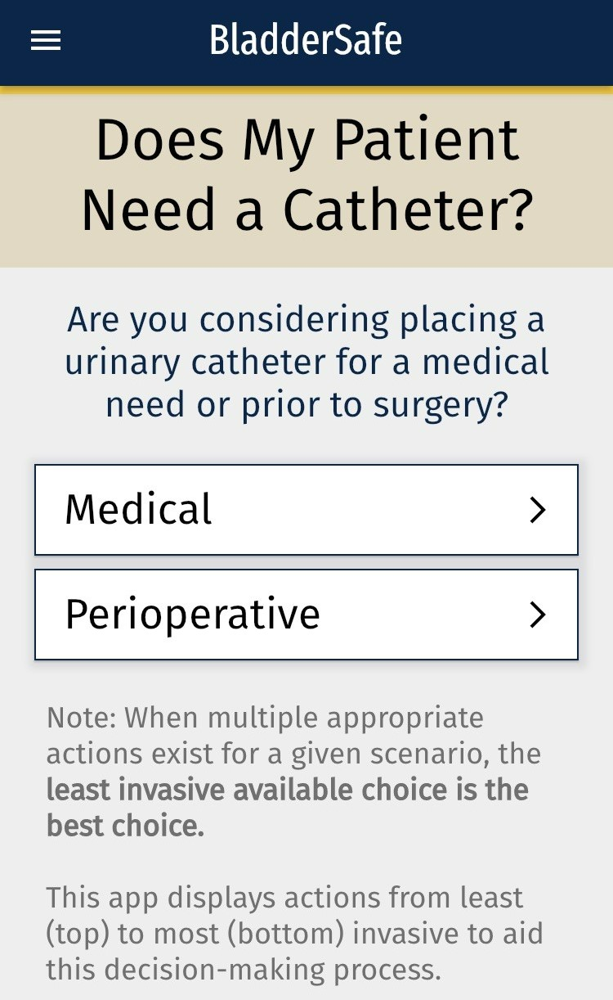 BladderSafe
Does My Patient
Need a Catheter?
Are you considering placing a
urinary catheter for a medical
need or prior to surgery?
Medical
Perioperative
Note: When multiple appropriate
actions exist for a given scenario, the
least invasive available choice is the
best choice.
This app displays actions from least
(top) to most (bottom) invasive to aid
this decision-making process.